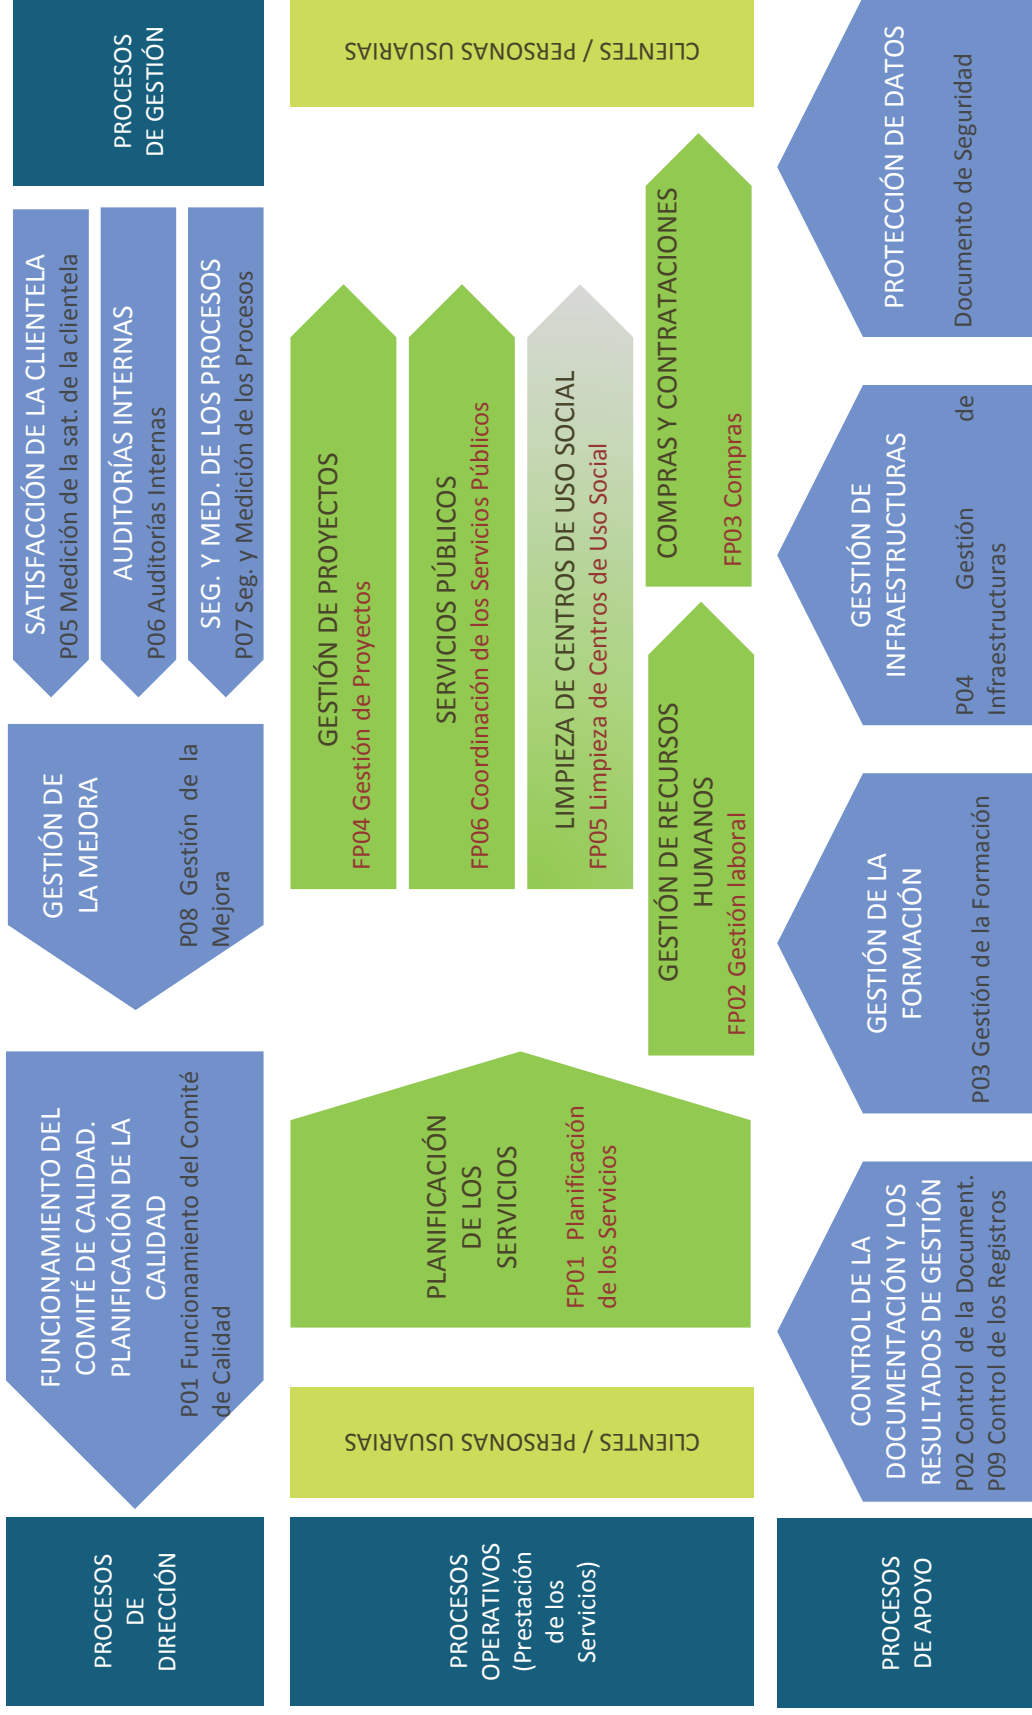 PROCESOS
DE
DIRECCIÓN
FUNCIONAMIENTO DEL
COMITÉ DE CALIDAD.
PLANIFICACIÓN DE LA
CALIDAD
P01 Funcionamiento del Comité
de Calidad
GESTIÓN DE
LA MEJORA
P08 Gestión de la
Mejora
SATISFACCIÓN DE LA CLIENTELA
P05 Medición de la sat. de la clientela
AUDITORÍAS INTERNAS
P06 Auditorías Internas
SEG. Y MED. DE LOS PROCESOS
P07 Seg. y Medición de los Procesos
PROCESOS
DE GESTIÓN
PROCESOS
OPERATIVOS
(Prestación
de los
Servicios)
CLIENTES / PERSONAS USUARIAS
PLANIFICACIÓN
DE LOS
SERVICIOS
FP01 Planificación
de los Servicios
GESTIÓN DE PROYECTOS
FP04 Gestión de Proyectos
SERVICIOS PÚBLICOS
FP06 Coordinación de los Servicios Públicos
LIMPIEZA DE CENTROS DE USO SOCIAL
FP05 Limpieza de Centros de Uso Social
GESTIÓN DE RECURSOS
HUMANOS
FP02 Gestión laboral
COMPRAS Y CONTRATACIONES
FP03 Compras
CLIENTES / PERSONAS USUARIAS
PROCESOS
DE APOYO
CONTROL DE LA
DOCUMENTACIÓN Y LOS
RESULTADOS DE GESTIÓN
P02 Control de la Document.
P09 Control de los Registros
GESTIÓN DE LA
FORMACIÓN
P03 Gestión de la Formación
GESTIÓN DE
INFRAESTRUCTURAS
P04 Gestión de
Infraestructuras
PROTECCIÓN DE DATOS
Documento de Seguridad